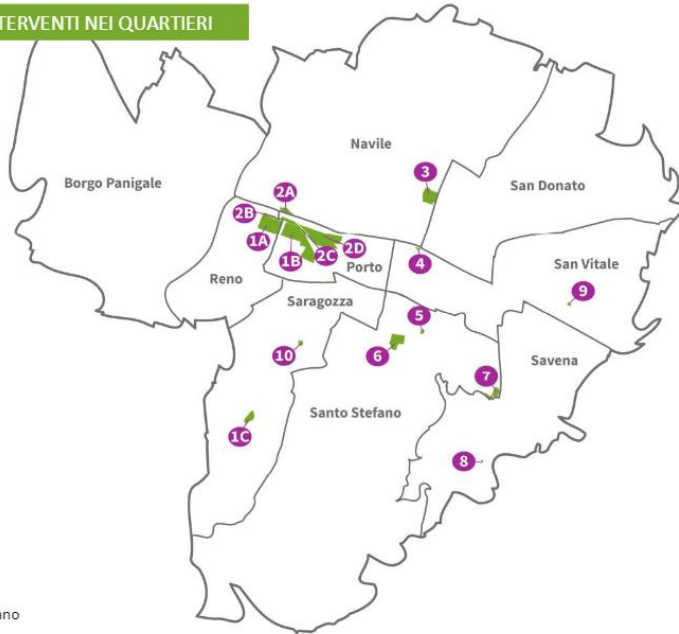 TERVENTI NEI QUARTIERI
Navile
3
Borgo Panigale
San Donato
2A
2B
1A
2D
1B
2C
4
San Vitale
Porto
Reno
9
Saragozza
5
10
6
Savena
7
Santo Stefano
1C
8
ano